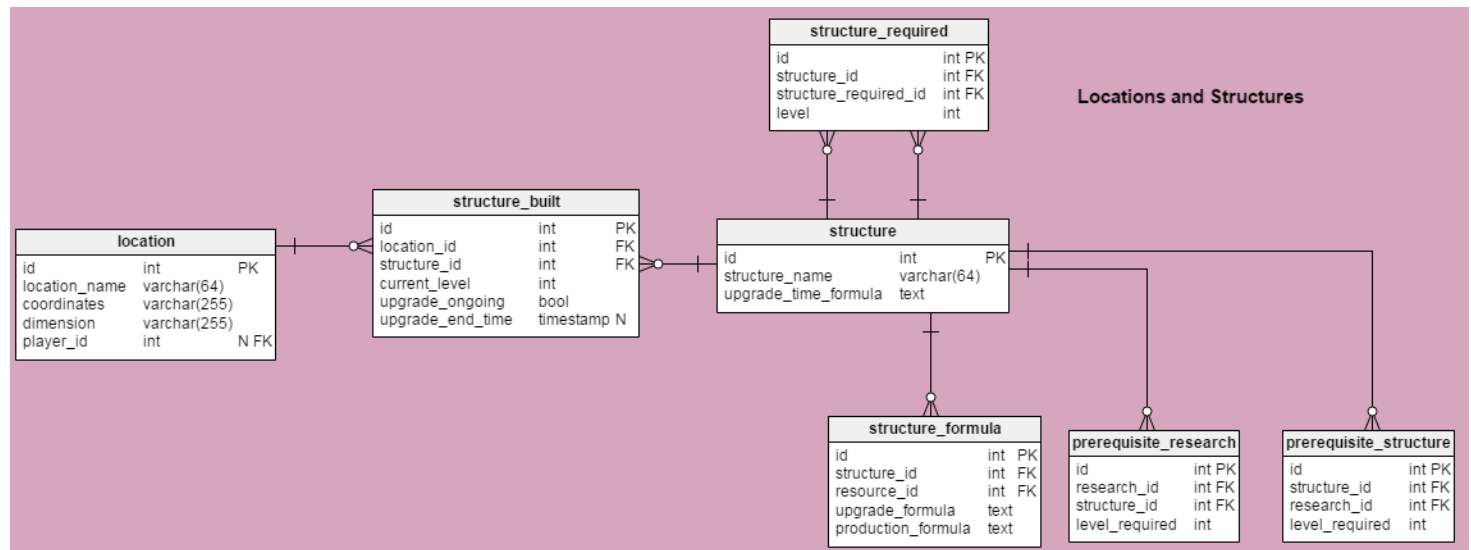 structure_required
id int PK
structure_id int FK
structure_required_id int FK
level int
Locations and Structures
structure_built
id int PK
location_id int FK
structure_id int FK
current_level int
upgrade_ongoing bool
upgrade_end_time timestamp N
location
id int PK
location_name varchar(64)
coordinates varchar(255)
dimension varchar(255)
player_id int N FK
structure
id int PK
structure_name varchar(64)
upgrade_time_formula text
structure_formula
id int PK
structure_id int FK
resource_id int FK
upgrade_formula text
production_formula text
prerequisite_research
id int PK
research_id int FK
structure_id int FK
level_required int
prerequisite_structure
id int PK
structure_id int FK
research_id int FK
level_required int